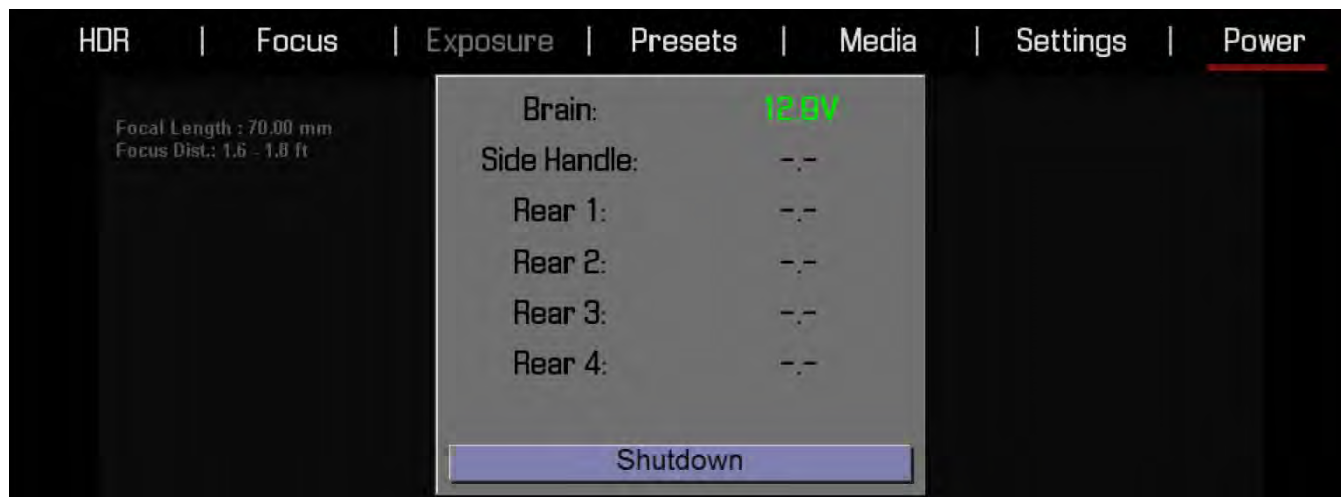 HDR | Focus | Exposure | Presets | Media | Settings | Power
Focal Length : 70.00 mm
Focus Dist.: 1.6 - 1.8 ft
Brain: 12.8V
Side Handle: -.-
Rear 1: -.-
Rear 2: -.-
Rear 3: -.-
Rear 4: -.-
Shutdown